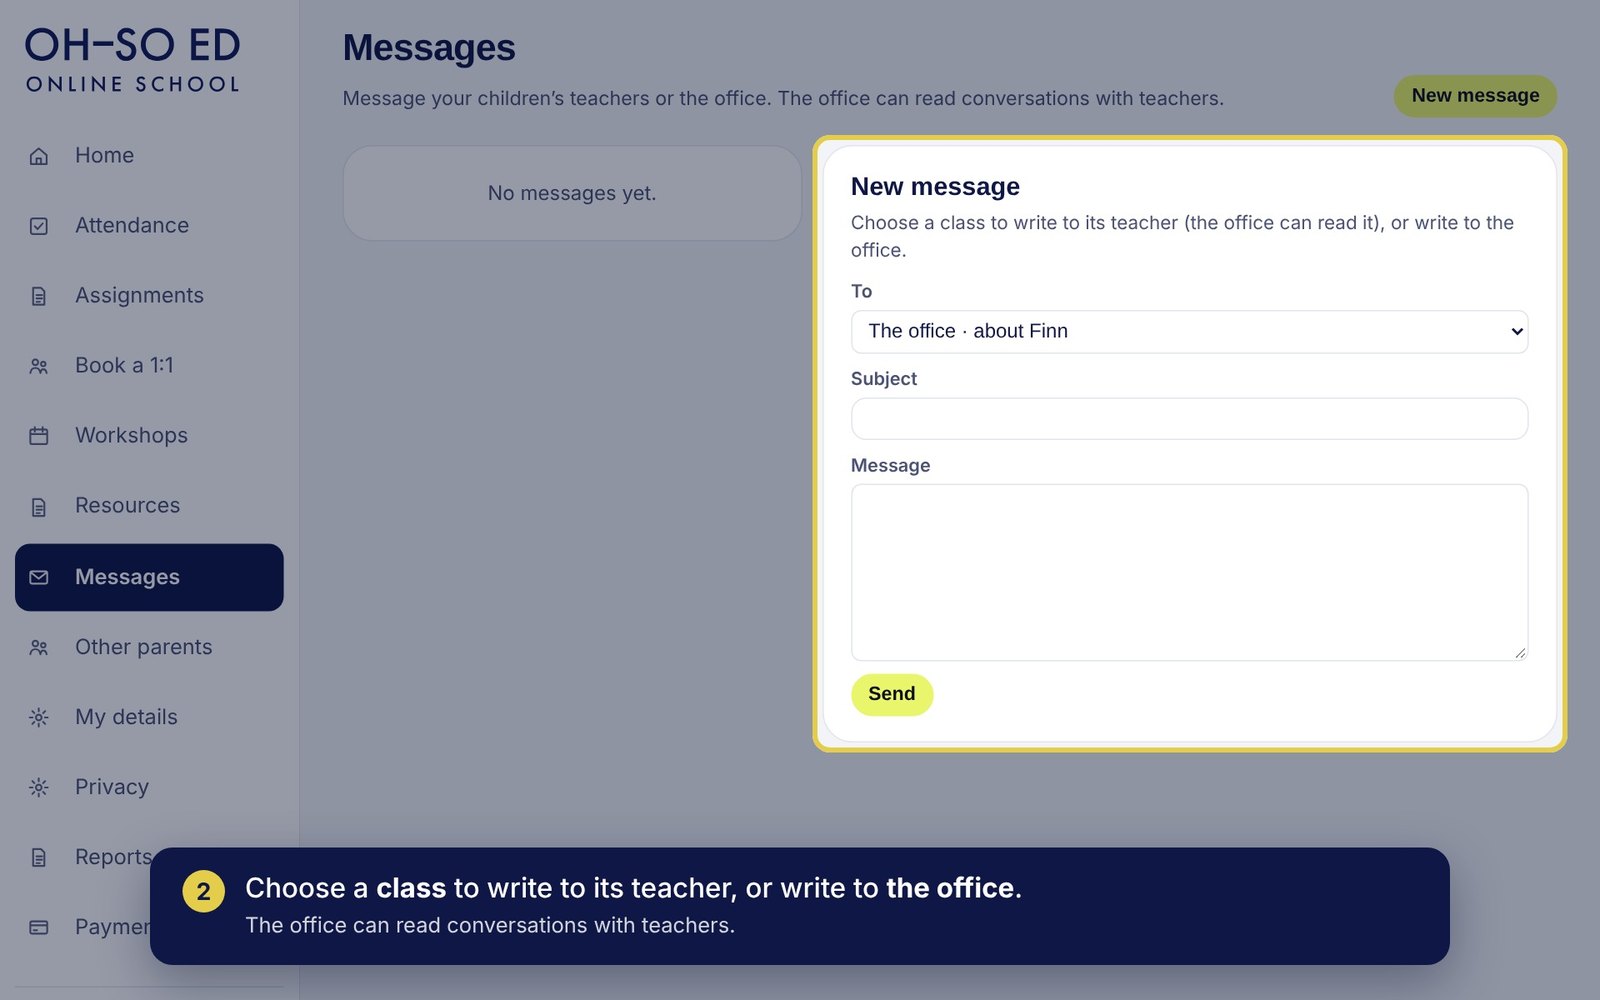 OH-SO ED
ONLINE SCHOOL
Home
Attendance
Assignments
Book a 1:1
Workshops
Resources
Messages
Other parents
My details
Privacy
Reports
Messages
Message your children’s teachers or the office. The office can read conversations with teachers.
New message
No messages yet.
New message
Choose a class to write to its teacher (the office can read it), or write to the
office.
To
The office · about Finn
Subject
Message
Send
2
Choose a class to write to its teacher, or write to the office.
The office can read conversations with teachers.